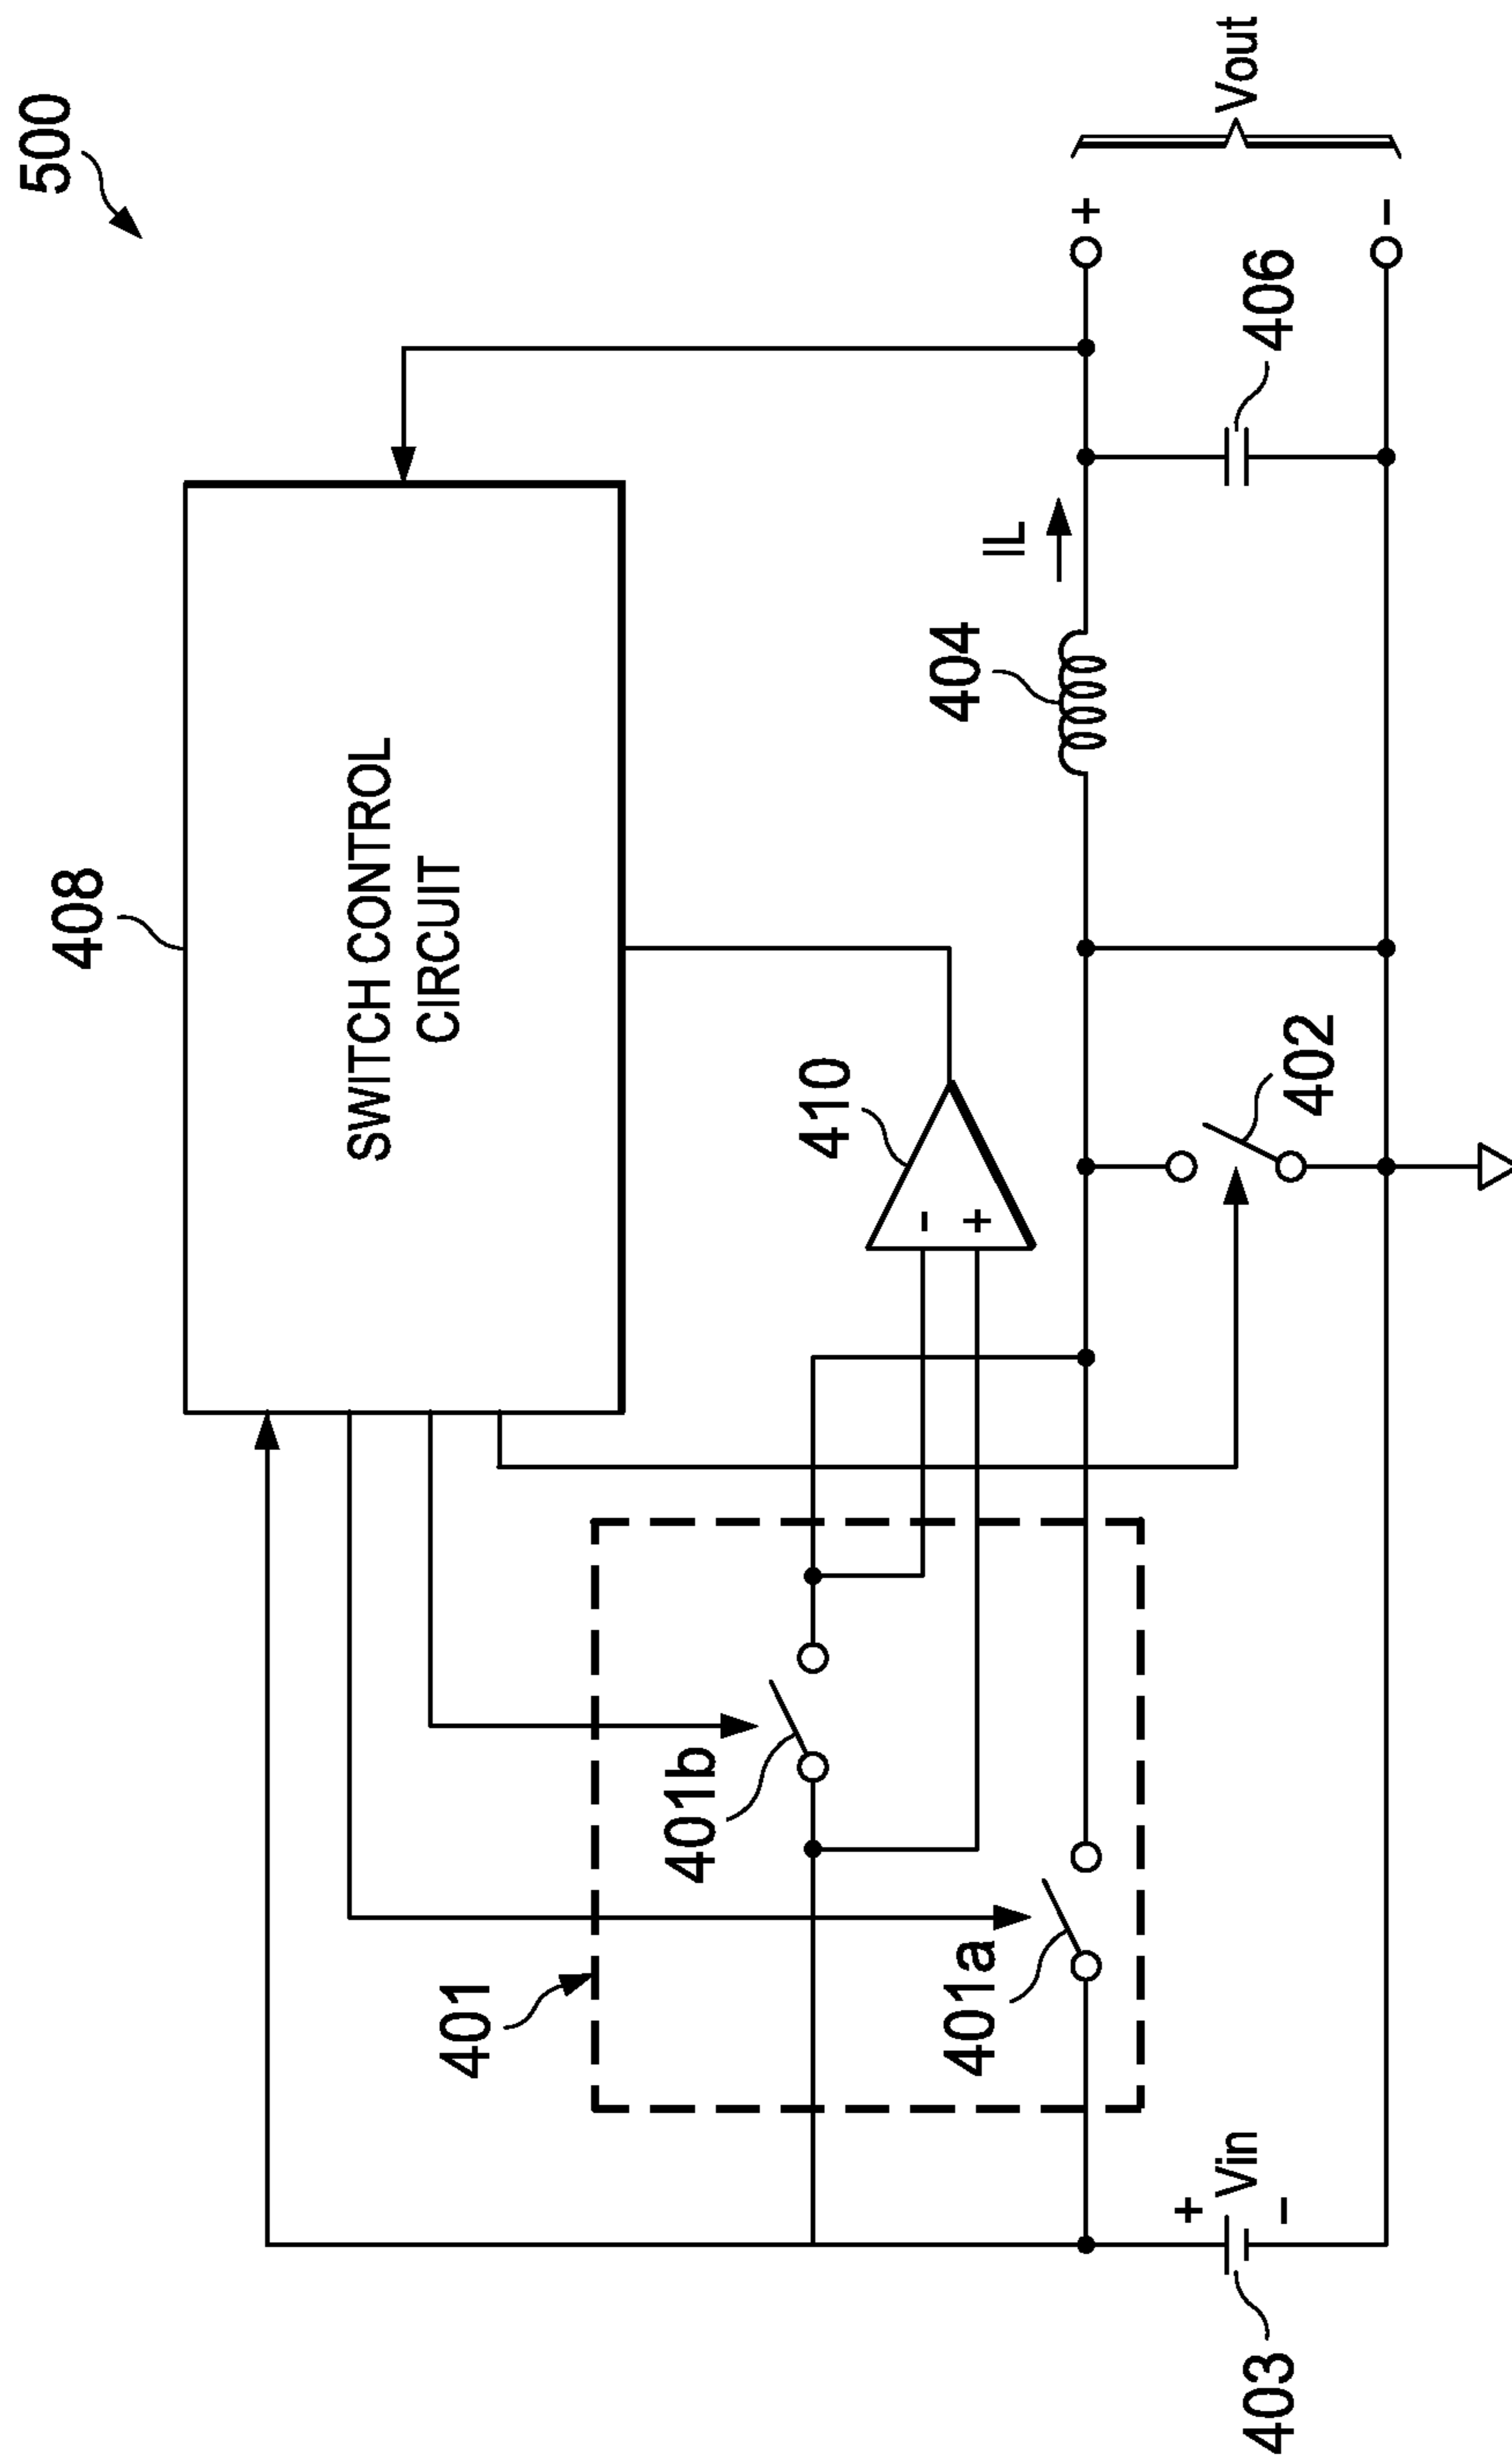 500
408
SWITCH CONTROL
CIRCUIT
401
401b
410
-
+
404
IL
401a
+
Vout
+
Vin
-
402
406
-
403